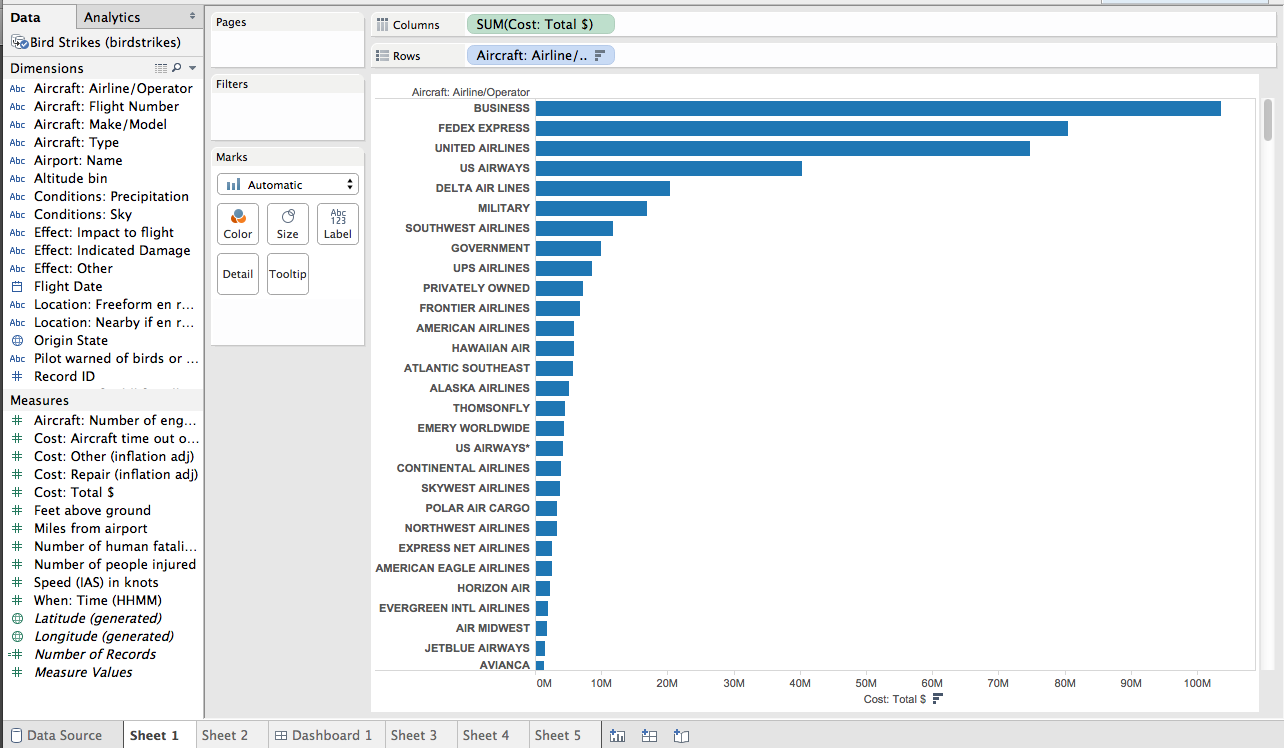 Data
Analytics
Bird Strikes (birdstrikes)
Dimensions
Abc Aircraft: Airline/Operator
Abc Aircraft: Flight Number
Abc Aircraft: Make/Model
Abc Aircraft: Type
Abc Airport: Name
Abc Altitude bin
Abc Conditions: Precipitation
Abc Conditions: Sky
Abc Effect: Impact to flight
Abc Effect: Indicated Damage
Abc Effect: Other
Flight Date
Abc Location: Freeform en r...
Abc Location: Nearby if en r...
Origin State
Abc Pilot warned of birds or ...
# Record ID
Measures
# Aircraft: Number of eng...
# Cost: Aircraft time out o...
# Cost: Other (inflation adj)
# Cost: Repair (inflation adj)
# Cost: Total $
# Feet above ground
# Miles from airport
# Number of human fatali...
# Number of people injured
# Speed (IAS) in knots
# When: Time (HHMM)
Latitude (generated)
Longitude (generated)
=# Number of Records
# Measure Values
Pages
Filters
Marks
Automatic
Color
Size
Abc
123
Label
Detail
Tooltip
Columns
SUM(Cost: Total $)
Rows
Aircraft: Airline/..
Aircraft: Airline/Operator
BUSINESS
FEDEX EXPRESS
UNITED AIRLINES
US AIRWAYS
DELTA AIR LINES
MILITARY
SOUTHWEST AIRLINES
GOVERNMENT
UPS AIRLINES
PRIVATELY OWNED
FRONTIER AIRLINES
AMERICAN AIRLINES
HAWAIIAN AIR
ATLANTIC SOUTHEAST
ALASKA AIRLINES
THOMSONFLY
EMERY WORLDWIDE
US AIRWAYS*
CONTINENTAL AIRLINES
SKYWEST AIRLINES
POLAR AIR CARGO
NORTHWEST AIRLINES
EXPRESS NET AIRLINES
AMERICAN EAGLE AIRLINES
HORIZON AIR
EVERGREEN INTL AIRLINES
AIR MIDWEST
JETBLUE AIRWAYS
AVIANCA
0M 10M 20M 30M 40M 50M 60M 70M 80M 90M 100M
Cost: Total $
Data Source
Sheet 1
Sheet 2
Dashboard 1
Sheet 3
Sheet 4
Sheet 5